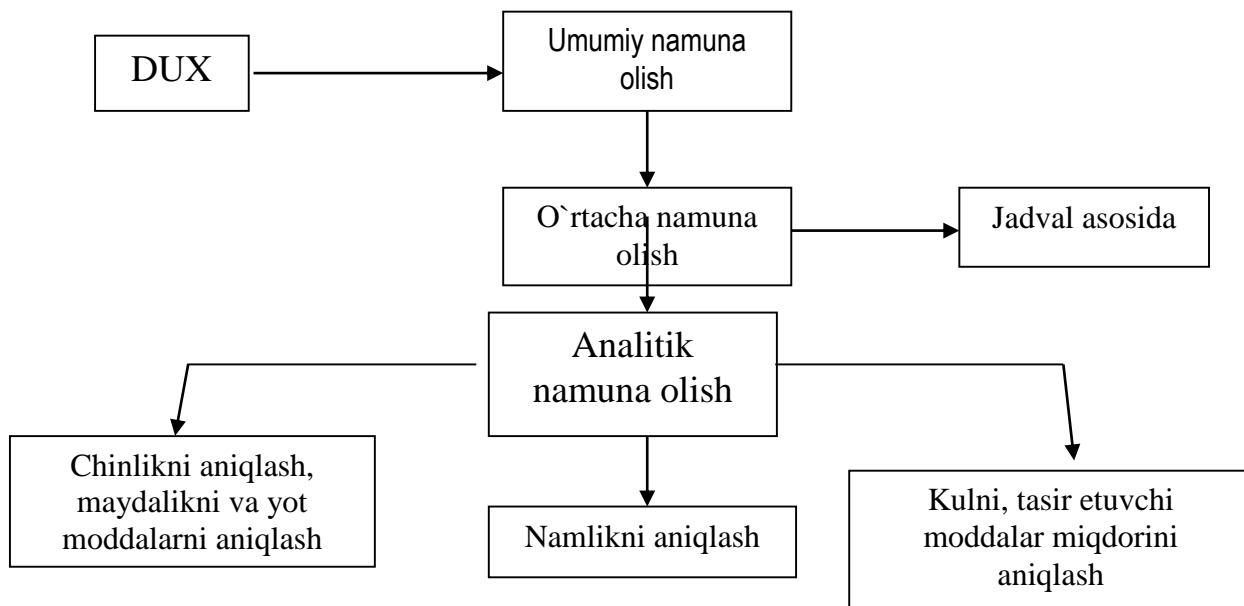 DUX
Umumiy namuna
olish
O`rtacha namuna
olish
Jadval asosida
Analitik
namuna olish
Chinlikni aniqlash,
maydalikni va yot
moddalarni aniqlash
Namlikni aniqlash
Kulni, tasir etuvchi
moddalar miqdorini
aniqlash